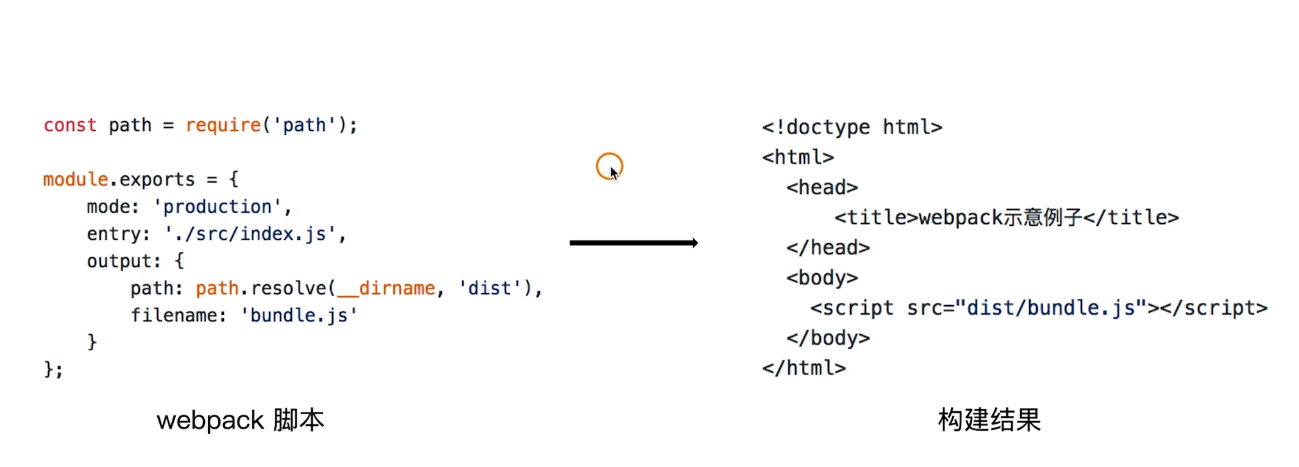 const path = require('path');
module.exports = {
    mode: 'production',
    entry: './src/index.js',
    output: {
        path: path.resolve(__dirname, 'dist'),
        filename: 'bundle.js'
    }
};
webpack 脚本
<!doctype html>
<html>
  <head>
      <title>webpack示意例子</title>
  </head>
  <body>
    <script src="dist/bundle.js"></script>
  </body>
</html>
构建结果